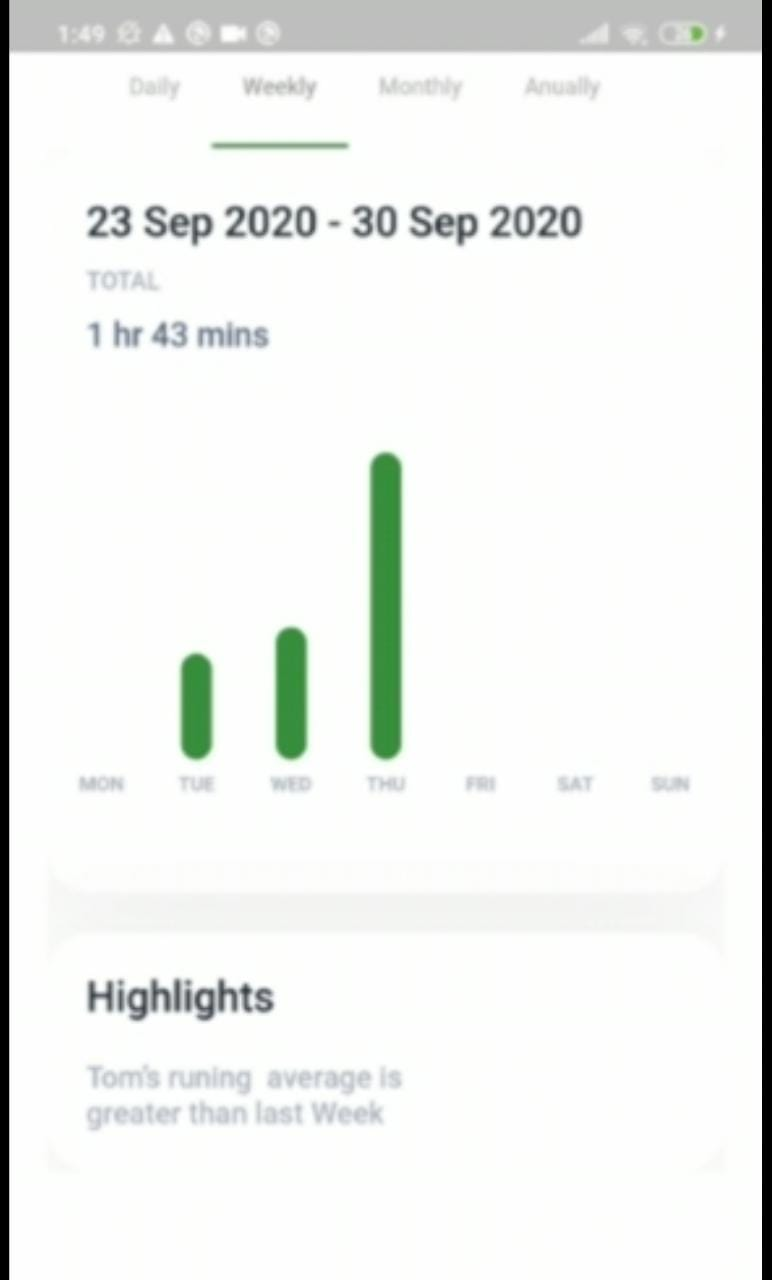 1:49
Daily Weekly Monthly Anually
23 Sep 2020 - 30 Sep 2020
TOTAL
1 hr 43 mins
MON TUE WED THU FRI SAT SUN
Highlights
Tom's runing average is
greater than last Week